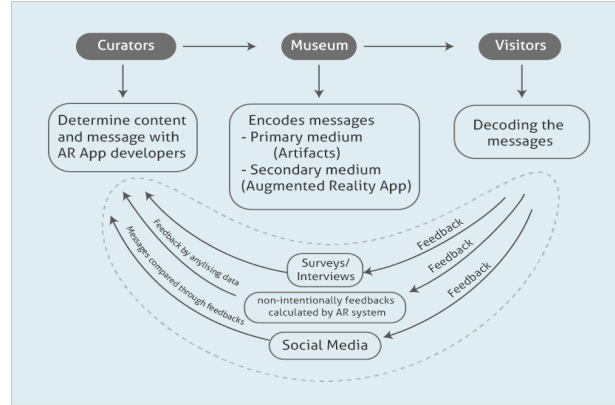 Curators
Museum
Visitors
Determine content
and message with
AR App developers
Encodes messages
- Primary medium
(Artifacts)
- Secondary medium
(Augmented Reality App)
Decoding the
messages
Feedback
Feedback
Feedback
Surveys/
Interviews
non-intentionally feedbacks
calculated by AR system
Social Media
Feedback by anylising data
Messages compared through feedbacks